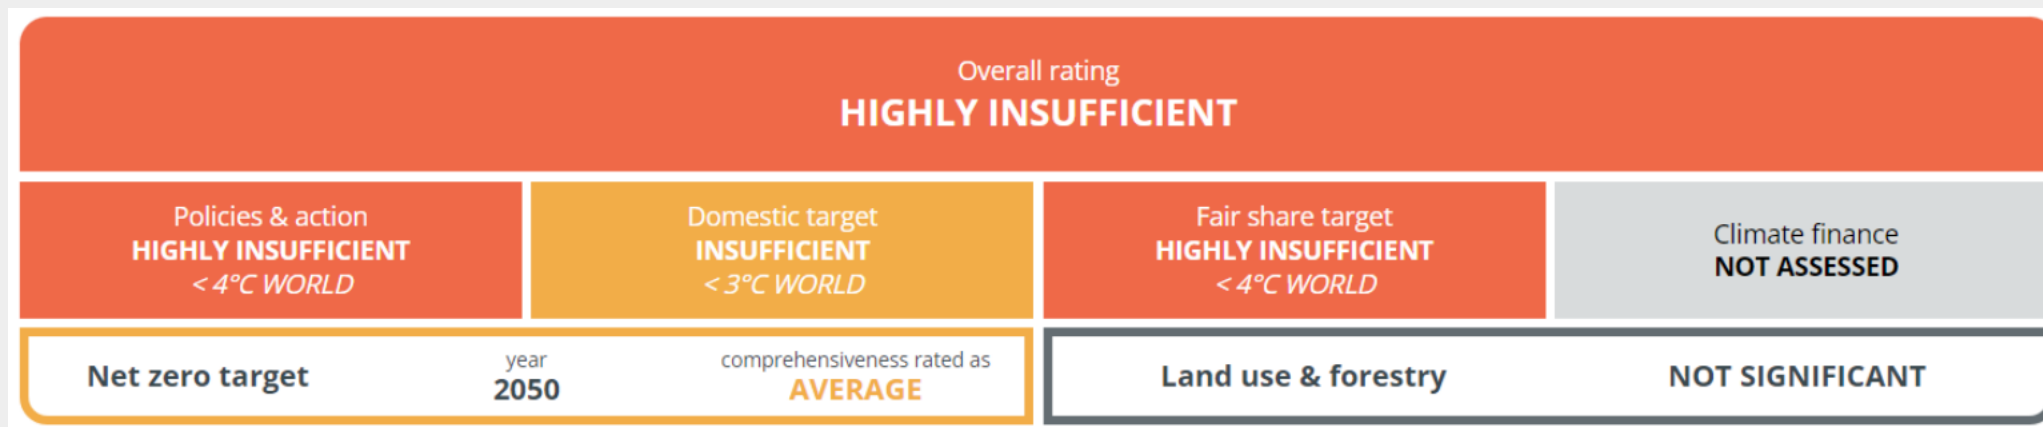 Overall rating
HIGHLY INSUFFICIENT
Policies & action
HIGHLY INSUFFICIENT
< 4°C WORLD
Domestic target
INSUFFICIENT
< 3°C WORLD
Fair share target
HIGHLY INSUFFICIENT
< 4°C WORLD
Climate finance
NOT ASSESSED
Net zero target
year
2050
comprehensiveness rated as
AVERAGE
Land use & forestry
NOT SIGNIFICANT